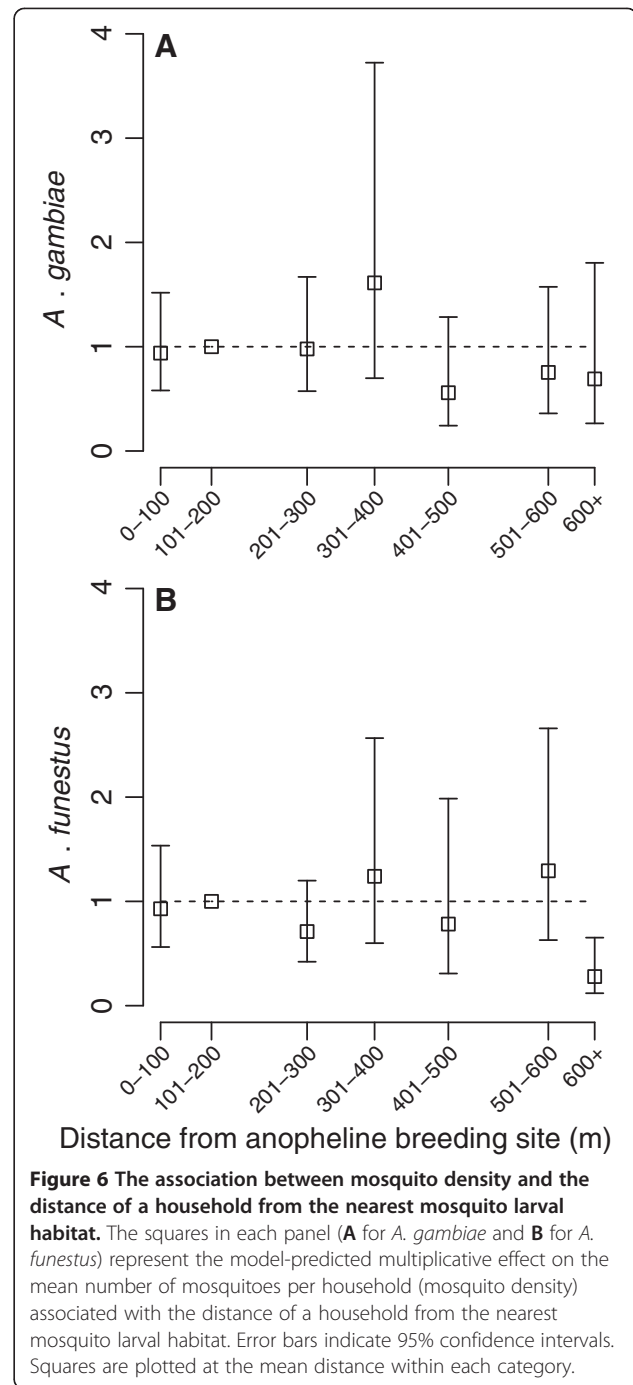 A
4
3
2
1
0
A . gambiae
0−100
101−200
201−300
301−400
401−500
501−600
600+
B
4
3
2
1
0
A . funestus
0−100
101−200
201−300
301−400
401−500
501−600
600+
Distance from anopheline breeding site (m)
Figure 6 The association between mosquito density and the
distance of a household from the nearest mosquito larval
habitat. The squares in each panel (A for A. gambiae and B for A.
funestus) represent the model-predicted multiplicative effect on the
mean number of mosquitoes per household (mosquito density)
associated with the distance of a household from the nearest
mosquito larval habitat. Error bars indicate 95% confidence intervals.
Squares are plotted at the mean distance within each category.